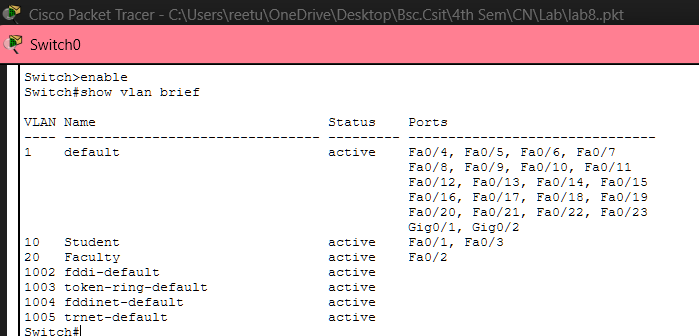 Cisco Packet Tracer - C:\Users\reetu\OneDrive\Desktop\Bsc.Csit\4th Sem\CN\Lab\lab8..pkt
Switch0
Switch>enable
Switch#show vlan brief
VLAN Name                             Status    Ports
---- -------------------------------- --------- -------------------------------
1    default                          active    Fa0/4, Fa0/5, Fa0/6, Fa0/7
                                                Fa0/8, Fa0/9, Fa0/10, Fa0/11
                                                Fa0/12, Fa0/13, Fa0/14, Fa0/15
                                                Fa0/16, Fa0/17, Fa0/18, Fa0/19
                                                Fa0/20, Fa0/21, Fa0/22, Fa0/23
                                                Gig0/1, Gig0/2
10   Student                          active    Fa0/1, Fa0/3
20   Faculty                          active    Fa0/2
1002 fddi-default                     active
1003 token-ring-default               active
1004 fddinet-default                  active
1005 trnet-default                    active
Switch#